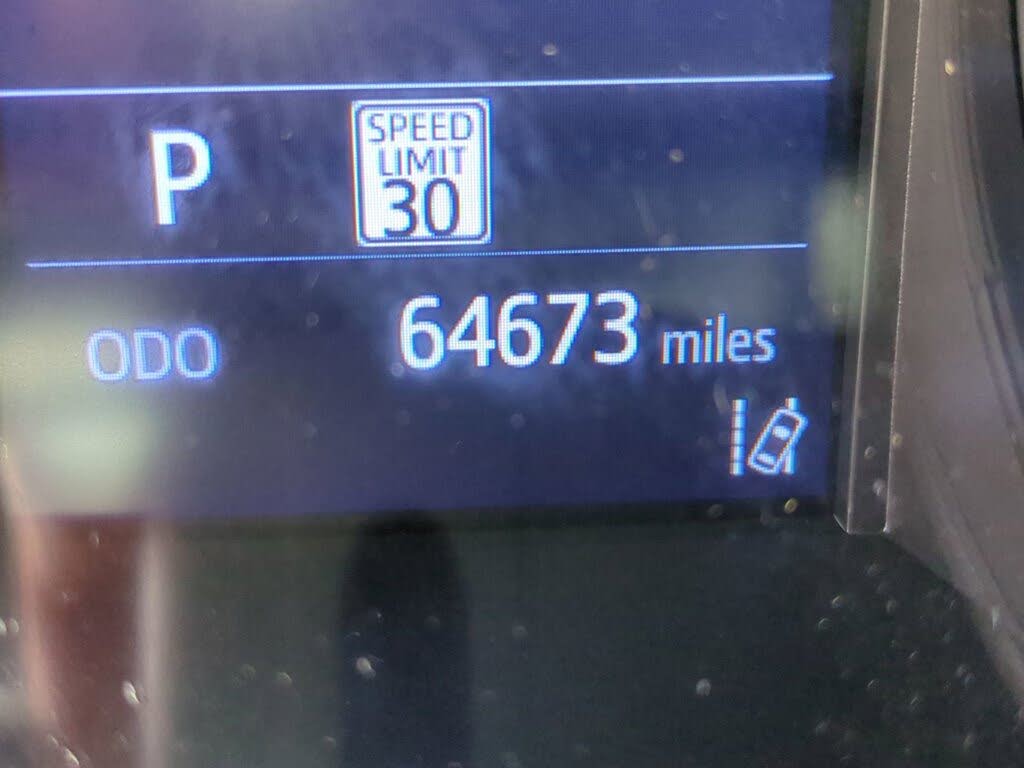 P
SPEED
LIMIT
30
ODO 64673 miles